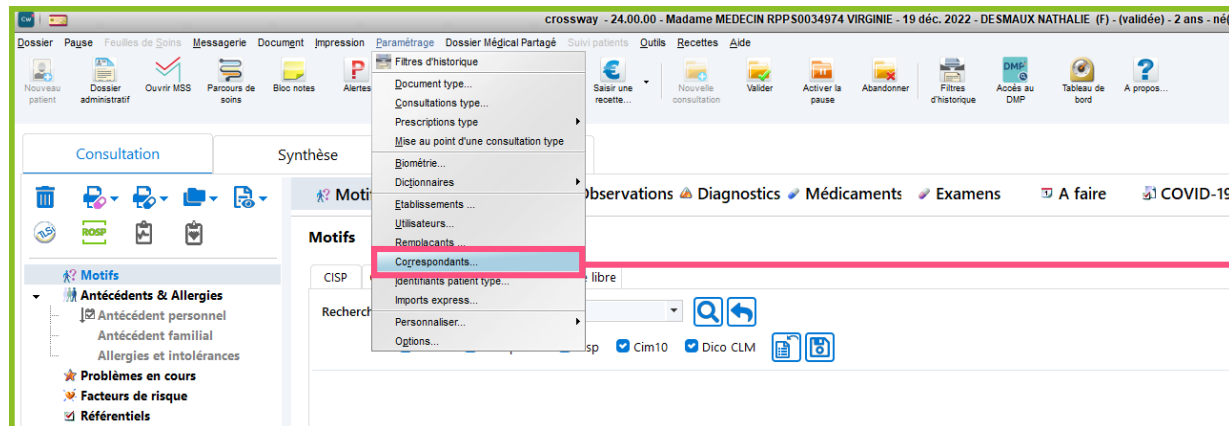 crossway - 24.00.00 - Madame MEDECIN RPPS0034974 VIRGINIE - 19 déc. 2022 - DESMAUX NATHALIE (F) - (validée) - 2 ans - né(
Dossier Pause Feuilles de Soins Messagerie Document Impression Paramétrage Dossier Médical Partagé Suivi patients Outils Recettes Aide
Nouveau patient
Dossier administratif
Ouvrir MSS
Parcours de soins
Bloc notes
Alertes
Saisir une recette...
Nouvelle consultation
Valider
Activer la pause
Abandonner
Filtres d'historique
DMP
Accès au DMP
Tableau de bord
A propos...
Filtres d'historique
Document type...
Consultations type...
Prescriptions type
Mise au point d'une consultation type
Biométrie...
Dictionnaires
Etablissements ...
Utilisateurs...
Remplaçants ...
Correspondants...
Identifiants patient type...
Imports express...
Personnaliser...
Options...
Consultation
Synthèse
Observations
Diagnostics
Médicaments
Examens
A faire
COVID-19
TLSi
ROSP
Motifs
CISP
libre
Cim10
Dico CLM
Motifs
Antécédents & Allergies
Antécédent personnel
Antécédent familial
Allergies et intolérances
Problèmes en cours
Facteurs de risque
Référentiels